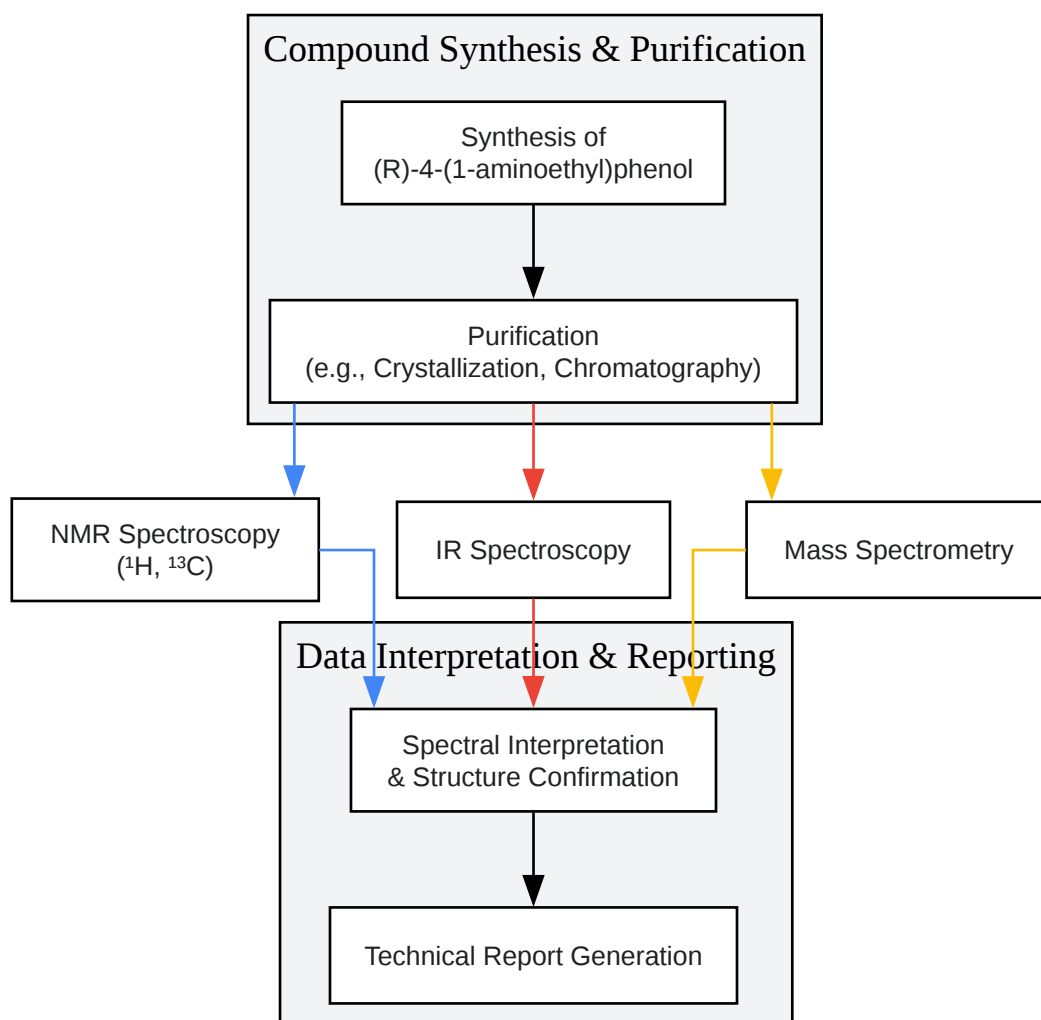 Compound Synthesis & Purification
Synthesis of
(R)-4-(1-aminoethyl)phenol
Purification
(e.g., Crystallization, Chromatography)
NMR Spectroscopy
(¹H, ¹³C)
IR Spectroscopy
Mass Spectrometry
Data Interpretation & Reporting
Spectral Interpretation
& Structure Confirmation
Technical Report Generation